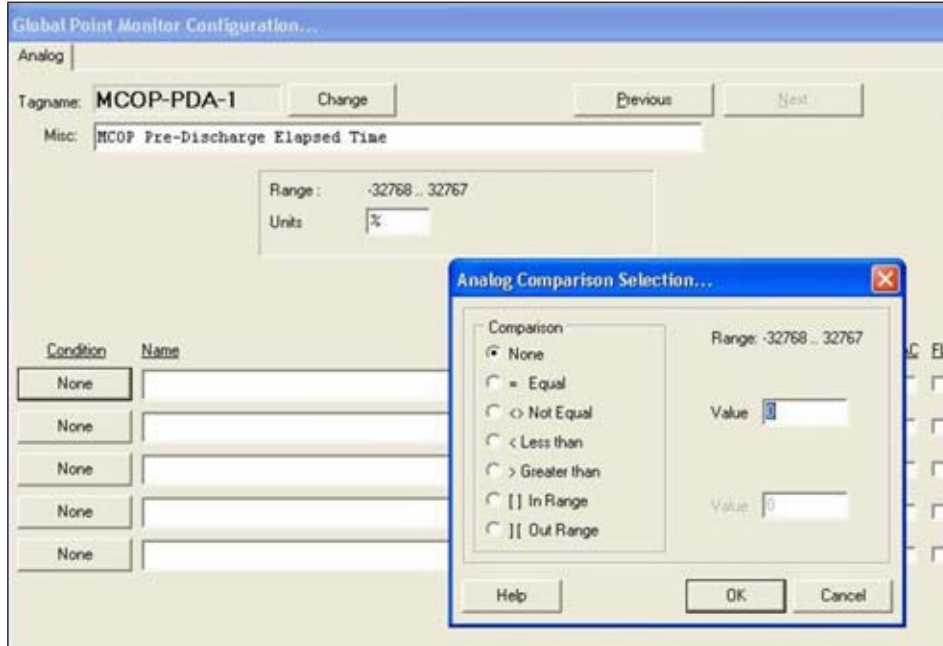 Global Point Monitor Configuration...
Analog
Tagname: MCOP-PDA-1 Change Previous Next
Misc: MCOP Pre-Discharge Elapsed Time
Range : -32768 .. 32767
Units %
Analog Comparison Selection...
Comparison
None
= Equal
<> Not Equal
< Less than
> Greater than
[ ] In Range
] [ Out Range
Range: -32768 .. 32767
Value 0
Value 0
Help OK Cancel
Condition Name
None
None
None
None
None